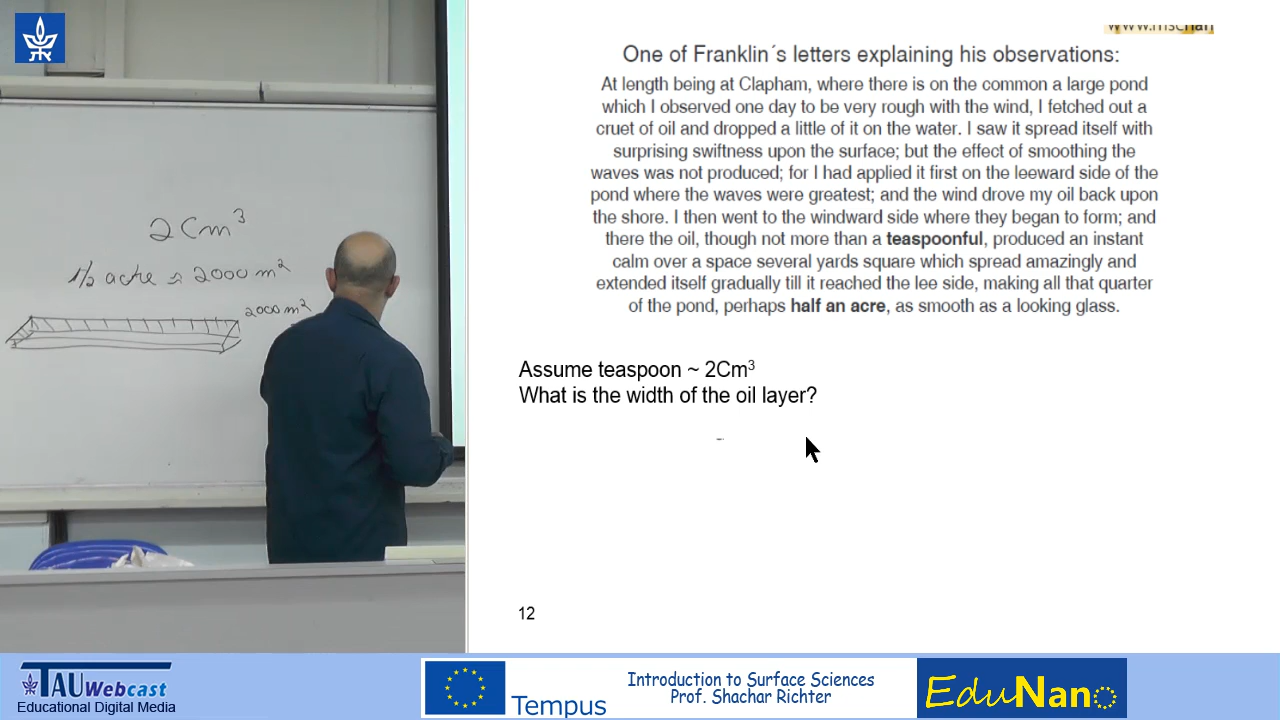 2 Cm³
1/2 acre ≈ 2000 m²
2000 m²
One of Franklin´s letters explaining his observations:
At length being at Clapham, where there is on the common a large pond
which I observed one day to be very rough with the wind, I fetched out a
cruet of oil and dropped a little of it on the water. I saw it spread itself with
surprising swiftness upon the surface; but the effect of smoothing the
waves was not produced; for I had applied it first on the leeward side of the
pond where the waves were greatest; and the wind drove my oil back upon
the shore. I then went to the windward side where they began to form; and
there the oil, though not more than a teaspoonful, produced an instant
calm over a space several yards square which spread amazingly and
extended itself gradually till it reached the lee side, making all that quarter
of the pond, perhaps half an acre, as smooth as a looking glass.
Assume teaspoon ~ 2Cm³
What is the width of the oil layer?
12
TAU Webcast
Educational Digital Media
Tempus
Introduction to Surface Sciences
Prof. Shachar Richter
EduNano